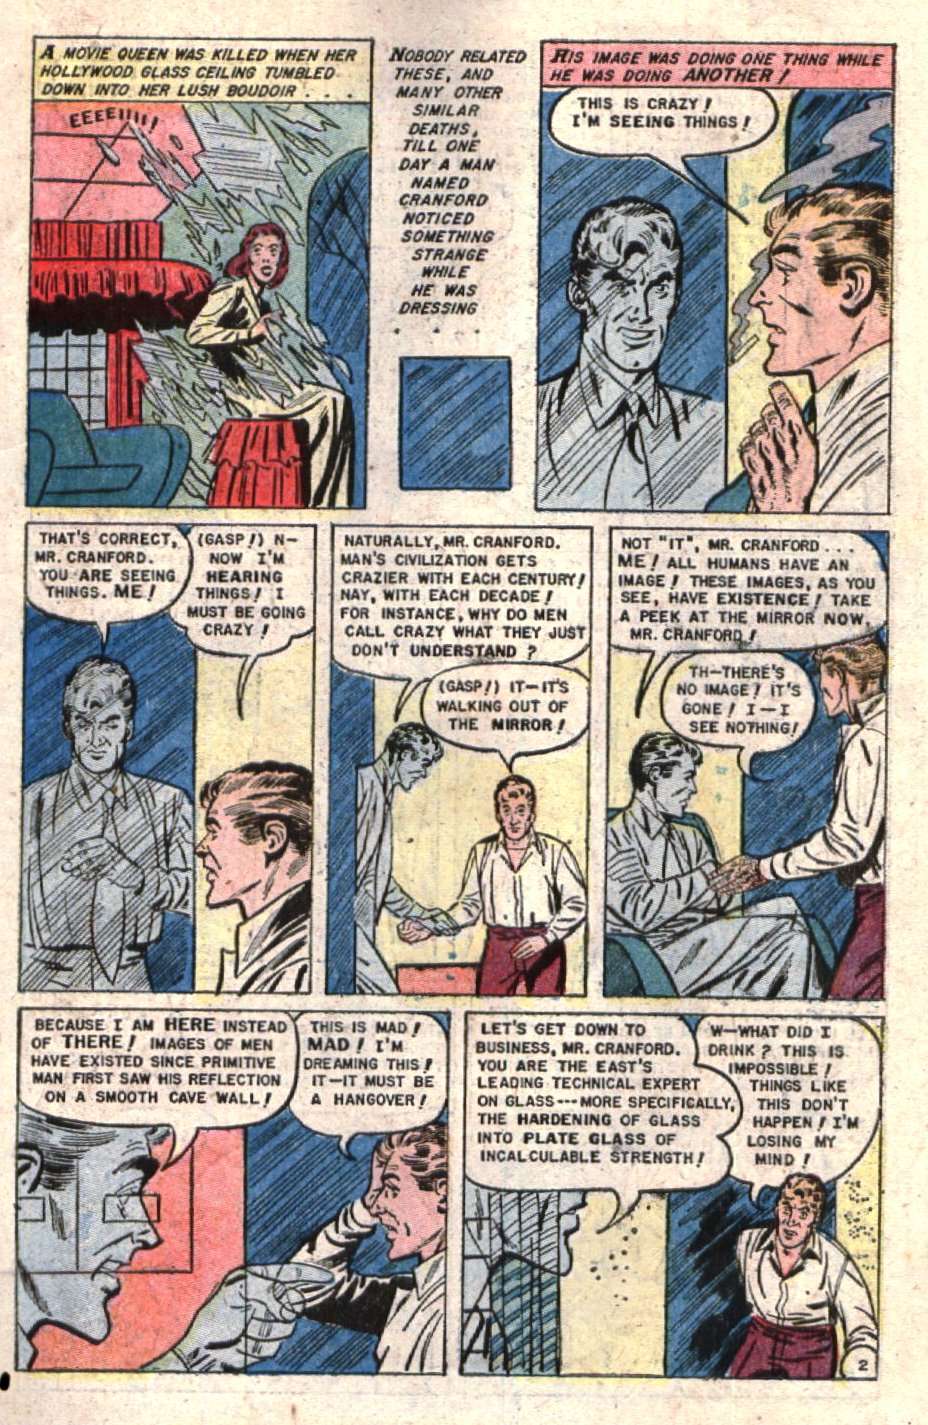 A MOVIE QUEEN WAS KILLED WHEN HER
HOLLYWOOD GLASS CEILING TUMBLED
DOWN INTO HER LUSH BOUDOIR . . . .
EEEEIIII!
NOBODY RELATED
THESE, AND
MANY OTHER
SIMILAR
DEATHS,
TILL ONE
DAY A MAN
NAMED
CRANFORD
NOTICED
SOMETHING
STRANGE
WHILE
HE WAS
DRESSING
. . . .
HIS IMAGE WAS DOING ONE THING WHILE
HE WAS DOING ANOTHER!
THIS IS CRAZY!
I'M SEEING THINGS!
THAT'S CORRECT,
MR. CRANFORD.
YOU ARE SEEING
THINGS. ME!
(GASP!) N-
NOW I'M
HEARING
THINGS! I
MUST BE GOING
CRAZY!
NATURALLY, MR. CRANFORD.
MAN'S CIVILIZATION GETS
CRAZIER WITH EACH CENTURY!
NAY, WITH EACH DECADE!
FOR INSTANCE, WHY DO MEN
CALL CRAZY WHAT THEY JUST
DON'T UNDERSTAND?
(GASP!) IT-IT'S
WALKING OUT OF
THE MIRROR!
NOT "IT", MR. CRANFORD...
ME! ALL HUMANS HAVE AN
IMAGE! THESE IMAGES, AS YOU
SEE, HAVE EXISTENCE! TAKE
A PEEK AT THE MIRROR NOW,
MR. CRANFORD!
TH-THERE'S
NO IMAGE! IT'S
GONE! I-I
SEE NOTHING!
BECAUSE I AM HERE INSTEAD
OF THERE! IMAGES OF MEN
HAVE EXISTED SINCE PRIMITIVE
MAN FIRST SAW HIS REFLECTION
ON A SMOOTH CAVE WALL!
THIS IS MAD!
MAD! I'M
DREAMING THIS!
IT-IT MUST BE
A HANGOVER!
LET'S GET DOWN TO
BUSINESS, MR. CRANFORD.
YOU ARE THE EAST'S
LEADING TECHNICAL EXPERT
ON GLASS---MORE SPECIFICALLY,
THE HARDENING OF GLASS
INTO PLATE GLASS OF
INCALCULABLE STRENGTH!
W-WHAT DID I
DRINK? THIS IS
IMPOSSIBLE!
THINGS LIKE
THIS DON'T
HAPPEN! I'M
LOSING MY
MIND!
2